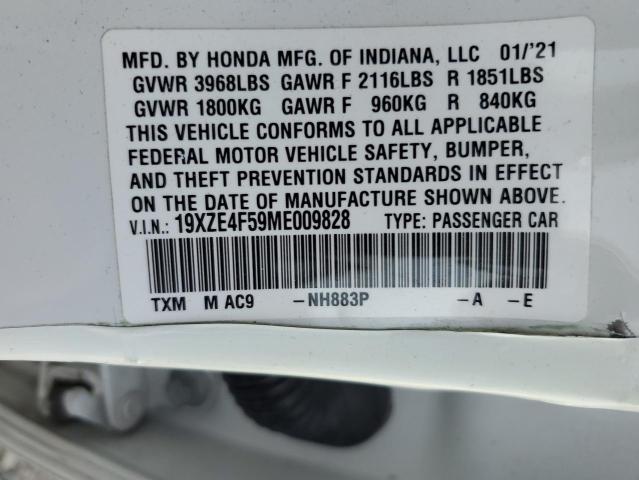 MFD. BY HONDA MFG. OF INDIANA, LLC 01/'21
GVWR 3968LBS GAWR F 2116LBS R 1851LBS
GVWR 1800KG GAWR F 960KG R 840KG
THIS VEHICLE CONFORMS TO ALL APPLICABLE
FEDERAL MOTOR VEHICLE SAFETY, BUMPER,
AND THEFT PREVENTION STANDARDS IN EFFECT
ON THE DATE OF MANUFACTURE SHOWN ABOVE.
V.I.N.: 19XZE4F59ME009828 TYPE: PASSENGER CAR
TXM M AC9 -NH883P -A -E